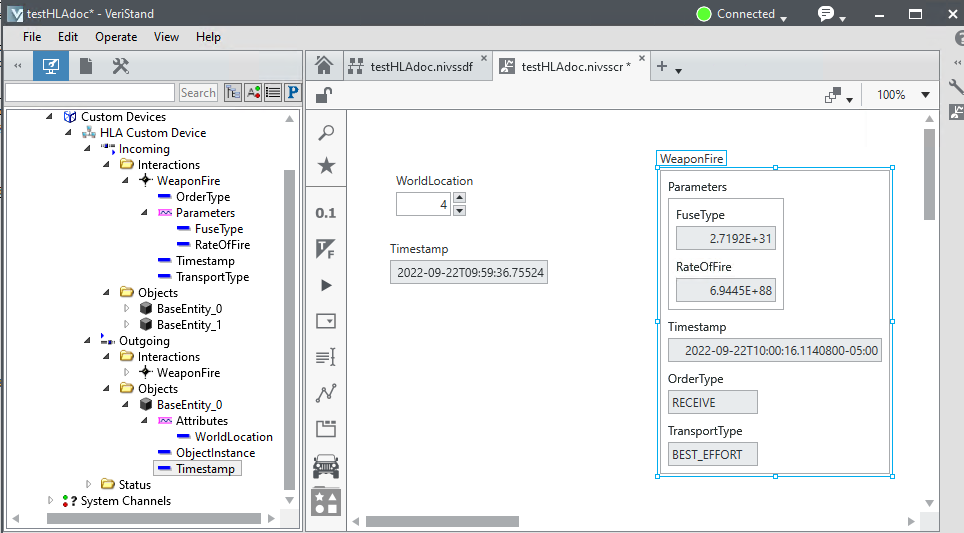 testHLAdoc* - VeriStand
Connected
File Edit Operate View Help
testHLAdoc.nivssdf
testHLAdoc.nivsscr *
Search
100%
Custom Devices
HLA Custom Device
Incoming
Interactions
WeaponFire
OrderType
Parameters
FuseType
RateOfFire
Timestamp
TransportType
Objects
BaseEntity_0
BaseEntity_1
Outgoing
Interactions
WeaponFire
Objects
BaseEntity_0
Attributes
WorldLocation
ObjectInstance
Timestamp
Status
System Channels
0.1
WorldLocation
4
Timestamp
2022-09-22T09:59:36.75524
WeaponFire
Parameters
FuseType
2.7192E+31
RateOfFire
6.9445E+88
Timestamp
2022-09-22T10:00:16.1140800-05:00
OrderType
RECEIVE
TransportType
BEST_EFFORT